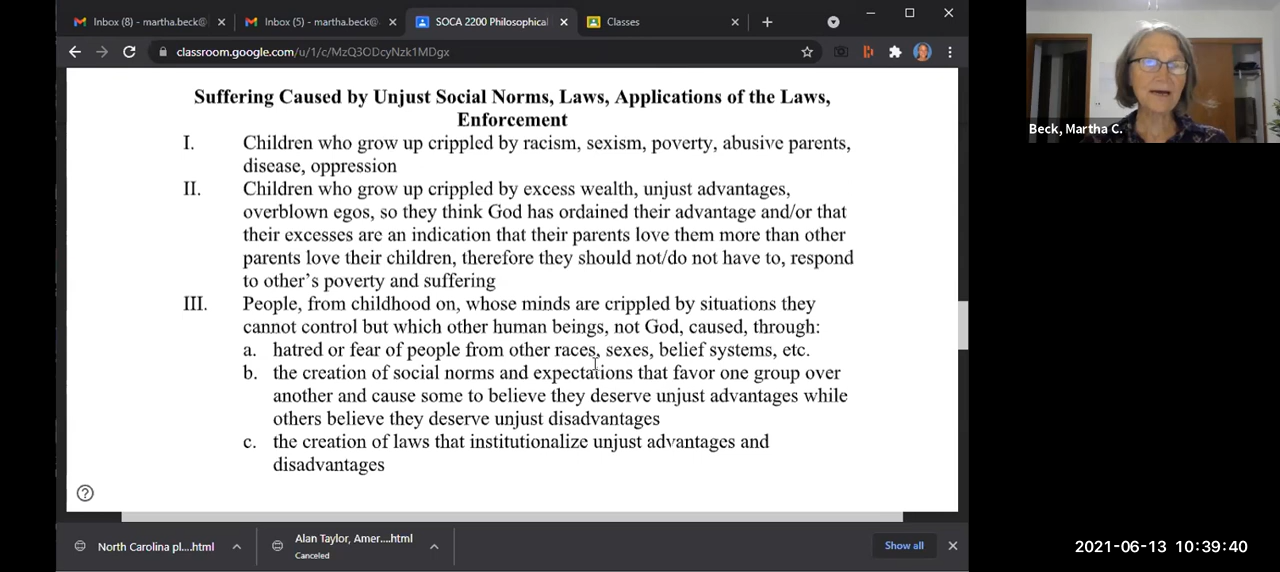 Inbox (8) - martha.beck@
Inbox (5) - martha.beck@
SOCA 2200 Philosophical
Classes
classroom.google.com/u/1/c/MzQ3ODcyNzk1MDgx
Suffering Caused by Unjust Social Norms, Laws, Applications of the Laws,
Enforcement
I. Children who grow up crippled by racism, sexism, poverty, abusive parents,
disease, oppression
II. Children who grow up crippled by excess wealth, unjust advantages,
overblown egos, so they think God has ordained their advantage and/or that
their excesses are an indication that their parents love them more than other
parents love their children, therefore they should not/do not have to, respond
to other's poverty and suffering
III. People, from childhood on, whose minds are crippled by situations they
cannot control but which other human beings, not God, caused, through:
a. hatred or fear of people from other races, sexes, belief systems, etc.
b. the creation of social norms and expectations that favor one group over
another and cause some to believe they deserve unjust advantages while
others believe they deserve unjust disadvantages
c. the creation of laws that institutionalize unjust advantages and
disadvantages
North Carolina pl....html
Alan Taylor, Amer....html
Canceled
Show all
Beck, Martha C.
2021-06-13 10:39:40